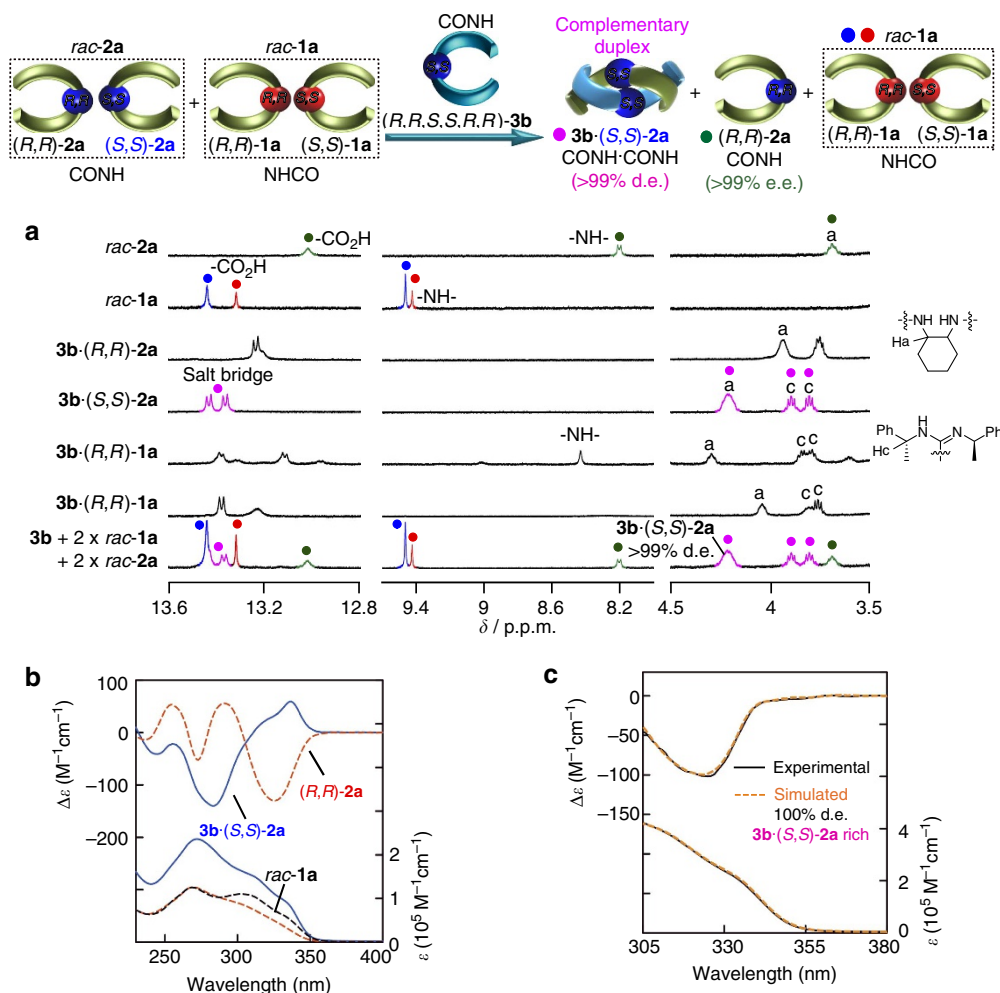 CONH
rac-2a
rac-1a
Complementary
duplex
rac-1a
R,R S,S
R,R S,S
S,S
S,S
S,S
R,R
R,R S,S
+
+
+
(R,R,S,S,R,R)-3b
(R,R)-2a (S,S)-2a
(R,R)-1a (S,S)-1a
3b·(S,S)-2a
(R,R)-2a
(R,R)-1a (S,S)-1a
CONH
NHCO
CONH·CONH
(>99% d.e.)
CONH
(>99% e.e.)
NHCO
a
rac-2a
-CO2H
-NH-
a
rac-1a
-CO2H
-NH-
3b·(R,R)-2a
a
3b·(S,S)-2a
Salt bridge
a c c
3b·(R,R)-1a
-NH-
a c c
3b·(R,R)-1a
a c c
3b + 2 x rac-1a
+ 2 x rac-2a
3b·(S,S)-2a
>99% d.e.
13.6 13.2 12.8
9.4 9 8.6 8.2
4.5 4 3.5
δ / p.p.m.
NH HN
Ha
Ph H N Ph
N
Hc
b
100
0
−100
−200
Δε (M−1cm−1)
(R,R)-2a
3b·(S,S)-2a
rac-1a
2
1
0
ε (10⁵ M−1cm−1)
250 300 350 400
Wavelength (nm)
c
0
−50
−100
−150
Δε (M−1cm−1)
Experimental
Simulated
100% d.e.
3b·(S,S)-2a rich
4
2
0
ε (10⁵ M−1cm−1)
305 330 355 380
Wavelength (nm)